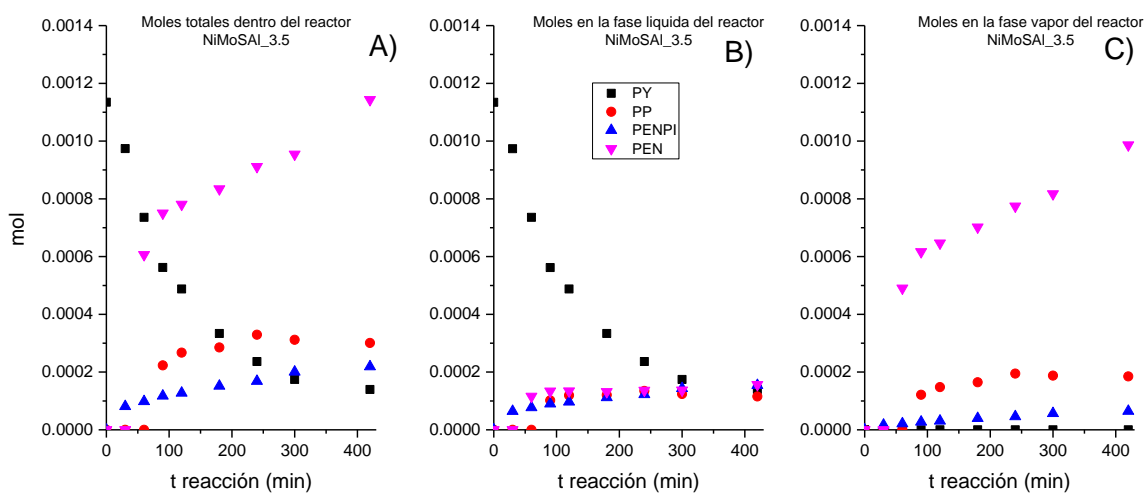 Moles totales dentro del reactor
NiMoSAl_3.5
A)
Moles en la fase liquida del reactor
NiMoSAl_3.5
B)
Moles en la fase vapor del reactor
NiMoSAl_3.5
C)
PY
PP
PENPI
PEN
mol
0.0014
0.0012
0.0010
0.0008
0.0006
0.0004
0.0002
0.0000
0.0014
0.0012
0.0010
0.0008
0.0006
0.0004
0.0002
0.0000
0.0014
0.0012
0.0010
0.0008
0.0006
0.0004
0.0002
0.0000
0 100 200 300 400
0 100 200 300 400
0 100 200 300 400
t reacción (min)
t reacción (min)
t reacción (min)